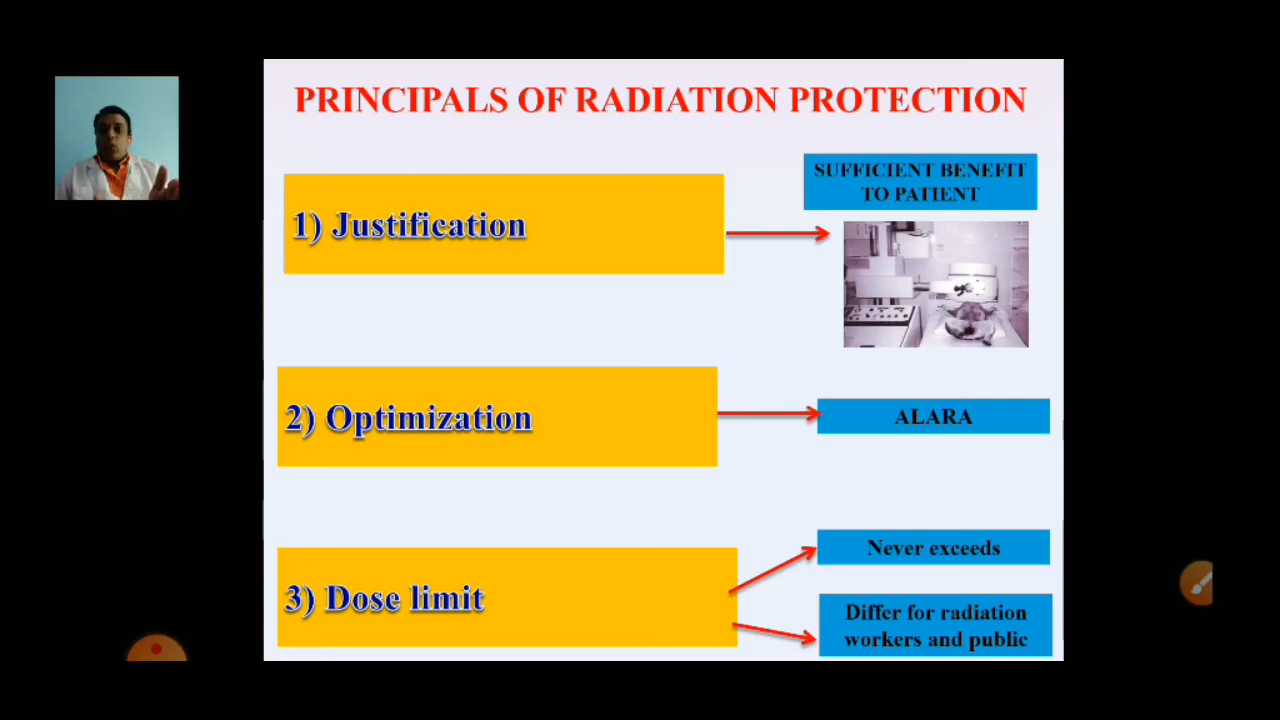 PRINCIPALS OF RADIATION PROTECTION
1) Justification
SUFFICIENT BENEFIT
TO PATIENT
2) Optimization
ALARA
3) Dose limit
Never exceeds
Differ for radiation
workers and public